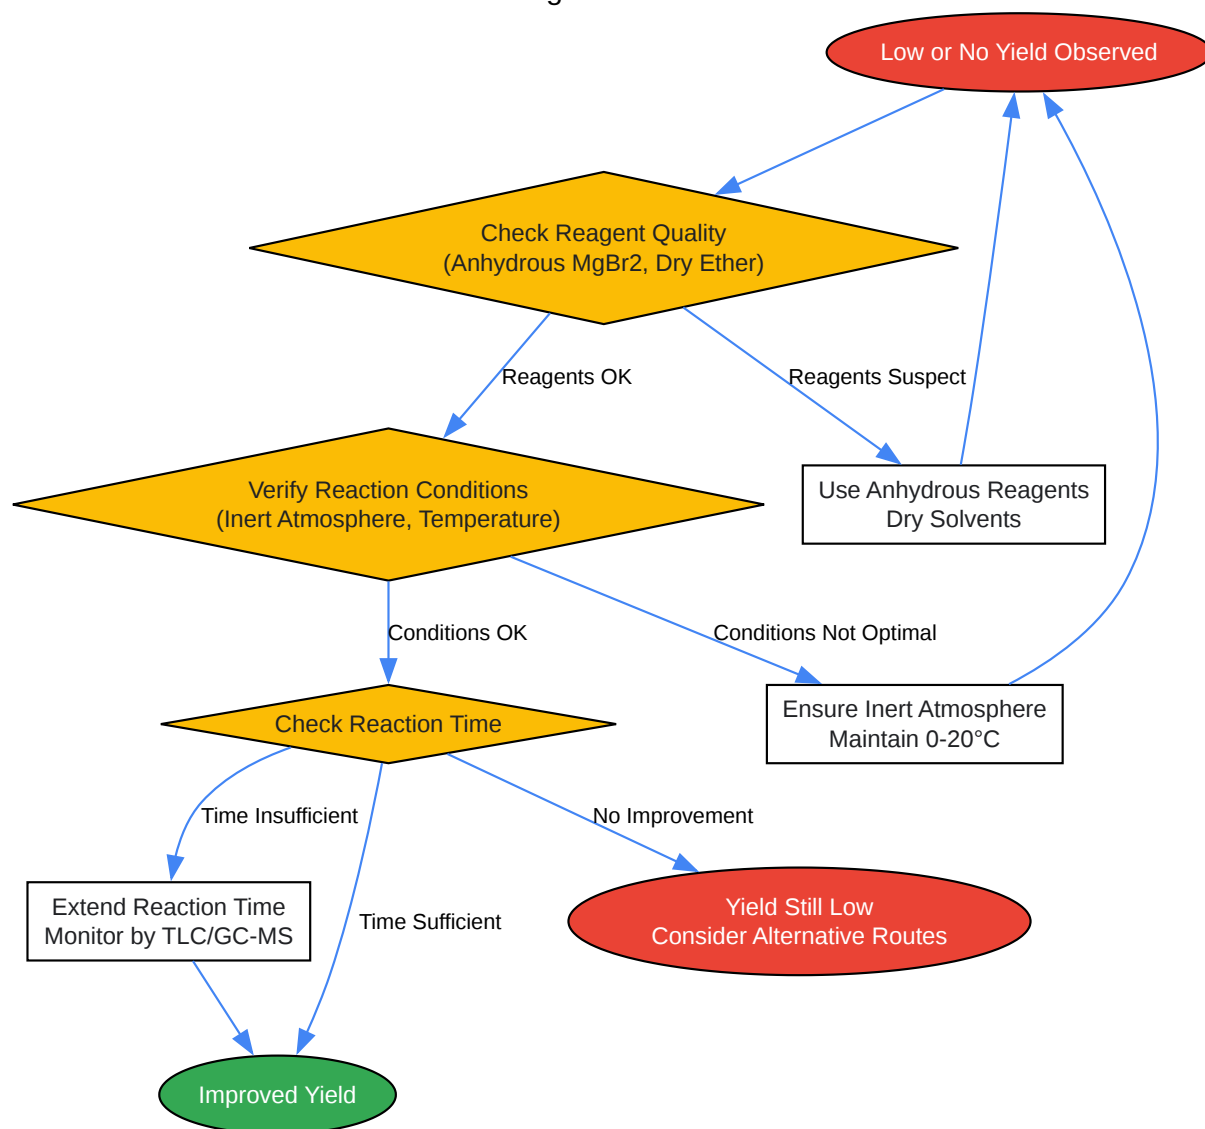 Low or No Yield Observed
Check Reagent Quality
(Anhydrous MgBr2, Dry Ether)
Reagents OK
Reagents Suspect
Use Anhydrous Reagents
Dry Solvents
Verify Reaction Conditions
(Inert Atmosphere, Temperature)
Conditions OK
Conditions Not Optimal
Ensure Inert Atmosphere
Maintain 0-20°C
Check Reaction Time
Time Insufficient
No Improvement
Extend Reaction Time
Monitor by TLC/GC-MS
Time Sufficient
Yield Still Low
Consider Alternative Routes
Improved Yield